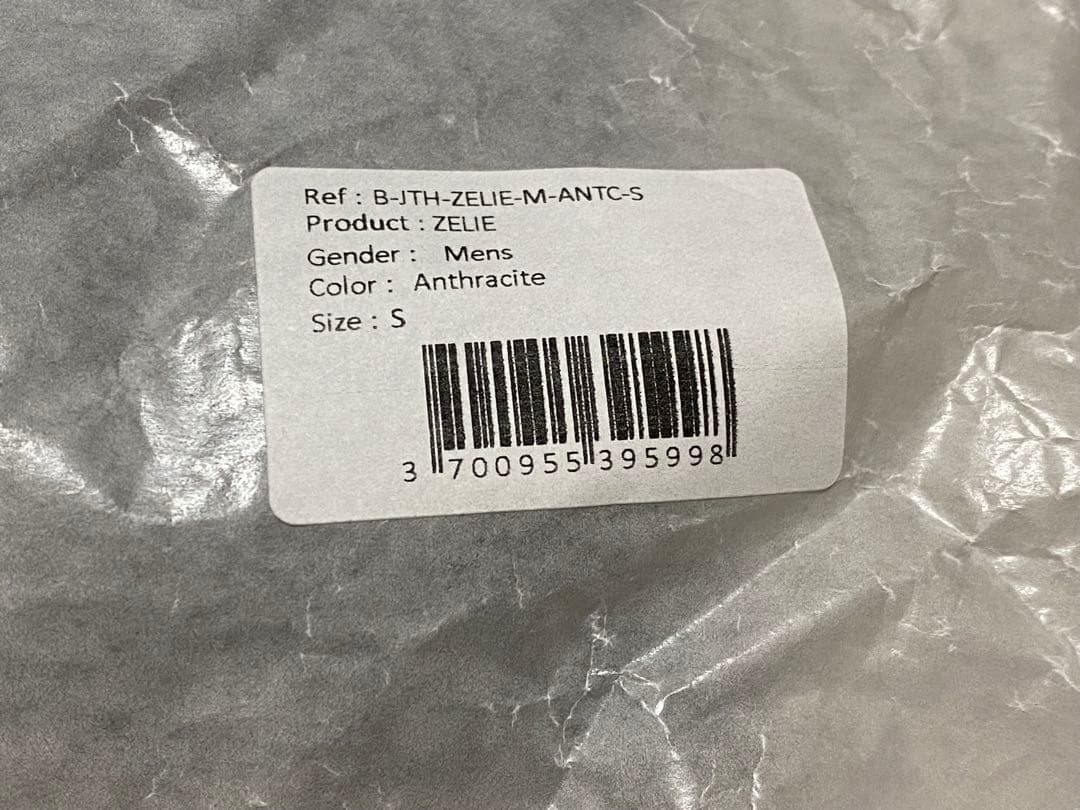 Ref : B-JTH-ZELIE-M-ANTC-S
Product : ZELIE
Gender : Mens
Color : Anthracite
Size : S
3 700955 395998